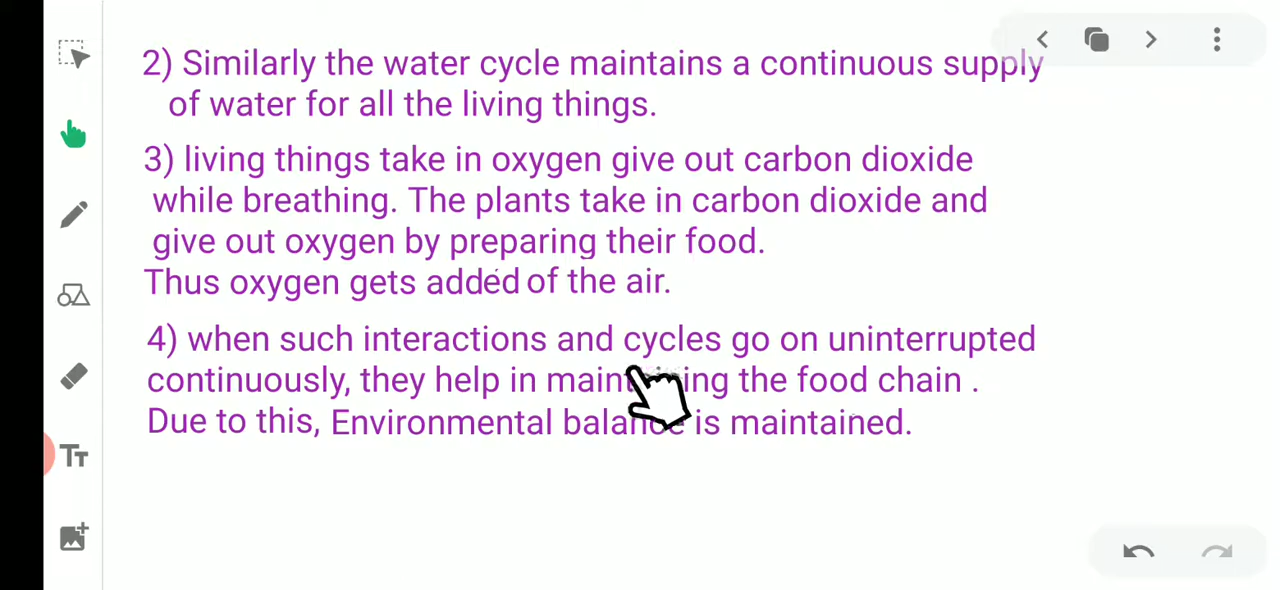 2) Similarly the water cycle maintains a continuous supply
of water for all the living things.
3) living things take in oxygen give out carbon dioxide
while breathing. The plants take in carbon dioxide and
give out oxygen by preparing their food.
Thus oxygen gets added of the air.
4) when such interactions and cycles go on uninterrupted
continuously, they help in maintaining the food chain .
Due to this, Environmental balance is maintained.
TT